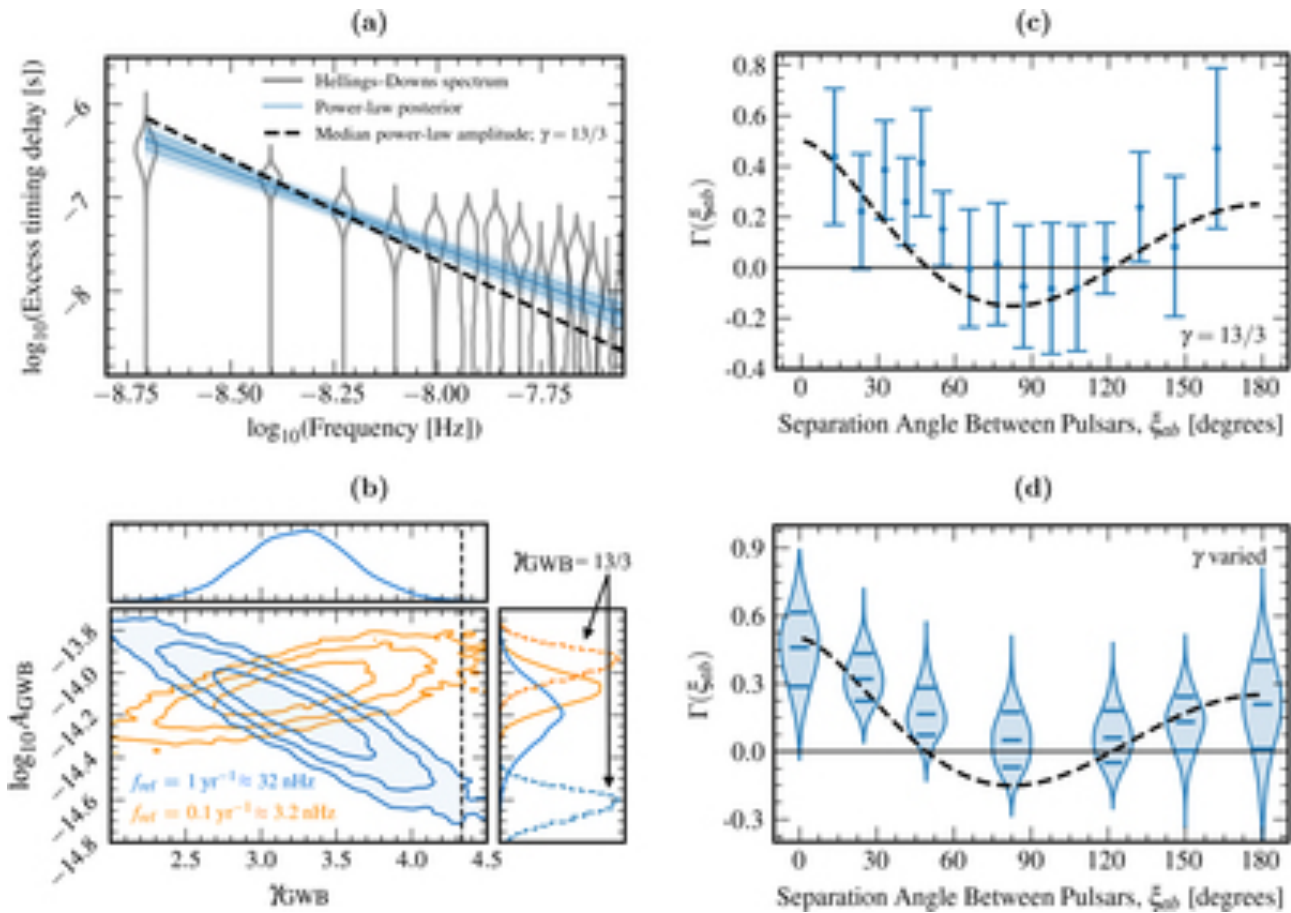 (a)
log₁₀(Excess timing delay [s]
−6
−7
−8
Hellings–Downs spectrum
Power-law posterior
Median power-law amplitude; γ = 13/3
−8.75 −8.50 −8.25 −8.00 −7.75
log₁₀(Frequency [Hz])
(c)
Γ(ξab)
0.8
0.6
0.4
0.2
0.0
-0.2
-0.4
γ = 13/3
0 30 60 90 120 150 180
Separation Angle Between Pulsars, ξab [degrees]
(b)
γGWB = 13/3
log₁₀AGWB
−13.8
−14.0
−14.2
−14.4
−14.6
−14.8
fref = 1 yr⁻¹ ≈ 32 nHz
fref = 0.1 yr⁻¹ ≈ 3.2 nHz
2.5 3.0 3.5 4.0 4.5
γGWB
(d)
Γ(ξab)
0.9
0.6
0.3
0.0
-0.3
γ varied
0 30 60 90 120 150 180
Separation Angle Between Pulsars, ξab [degrees]